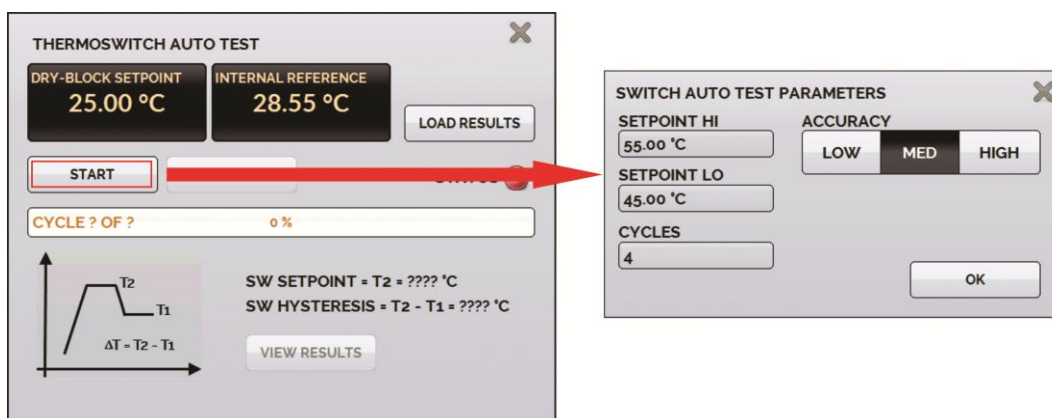 THERMOSWITCH AUTO TEST
DRY-BLOCK SETPOINT
25.00 °C
INTERNAL REFERENCE
28.55 °C
LOAD RESULTS
START
CYCLE ? OF ?
0 %
T2
T1
ΔT = T2 - T1
SW SETPOINT = T2 = ???? °C
SW HYSTERESIS = T2 - T1 = ???? °C
VIEW RESULTS
SWITCH AUTO TEST PARAMETERS
SETPOINT HI
55.00 °C
SETPOINT LO
45.00 °C
CYCLES
4
ACCURACY
LOW
MED
HIGH
OK